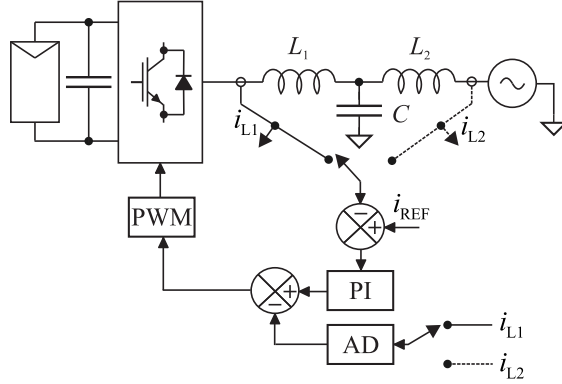 L1 L2
C
iL1 iL2
iREF
PWM
PI
AD
iL1
iL2
− +
+ −